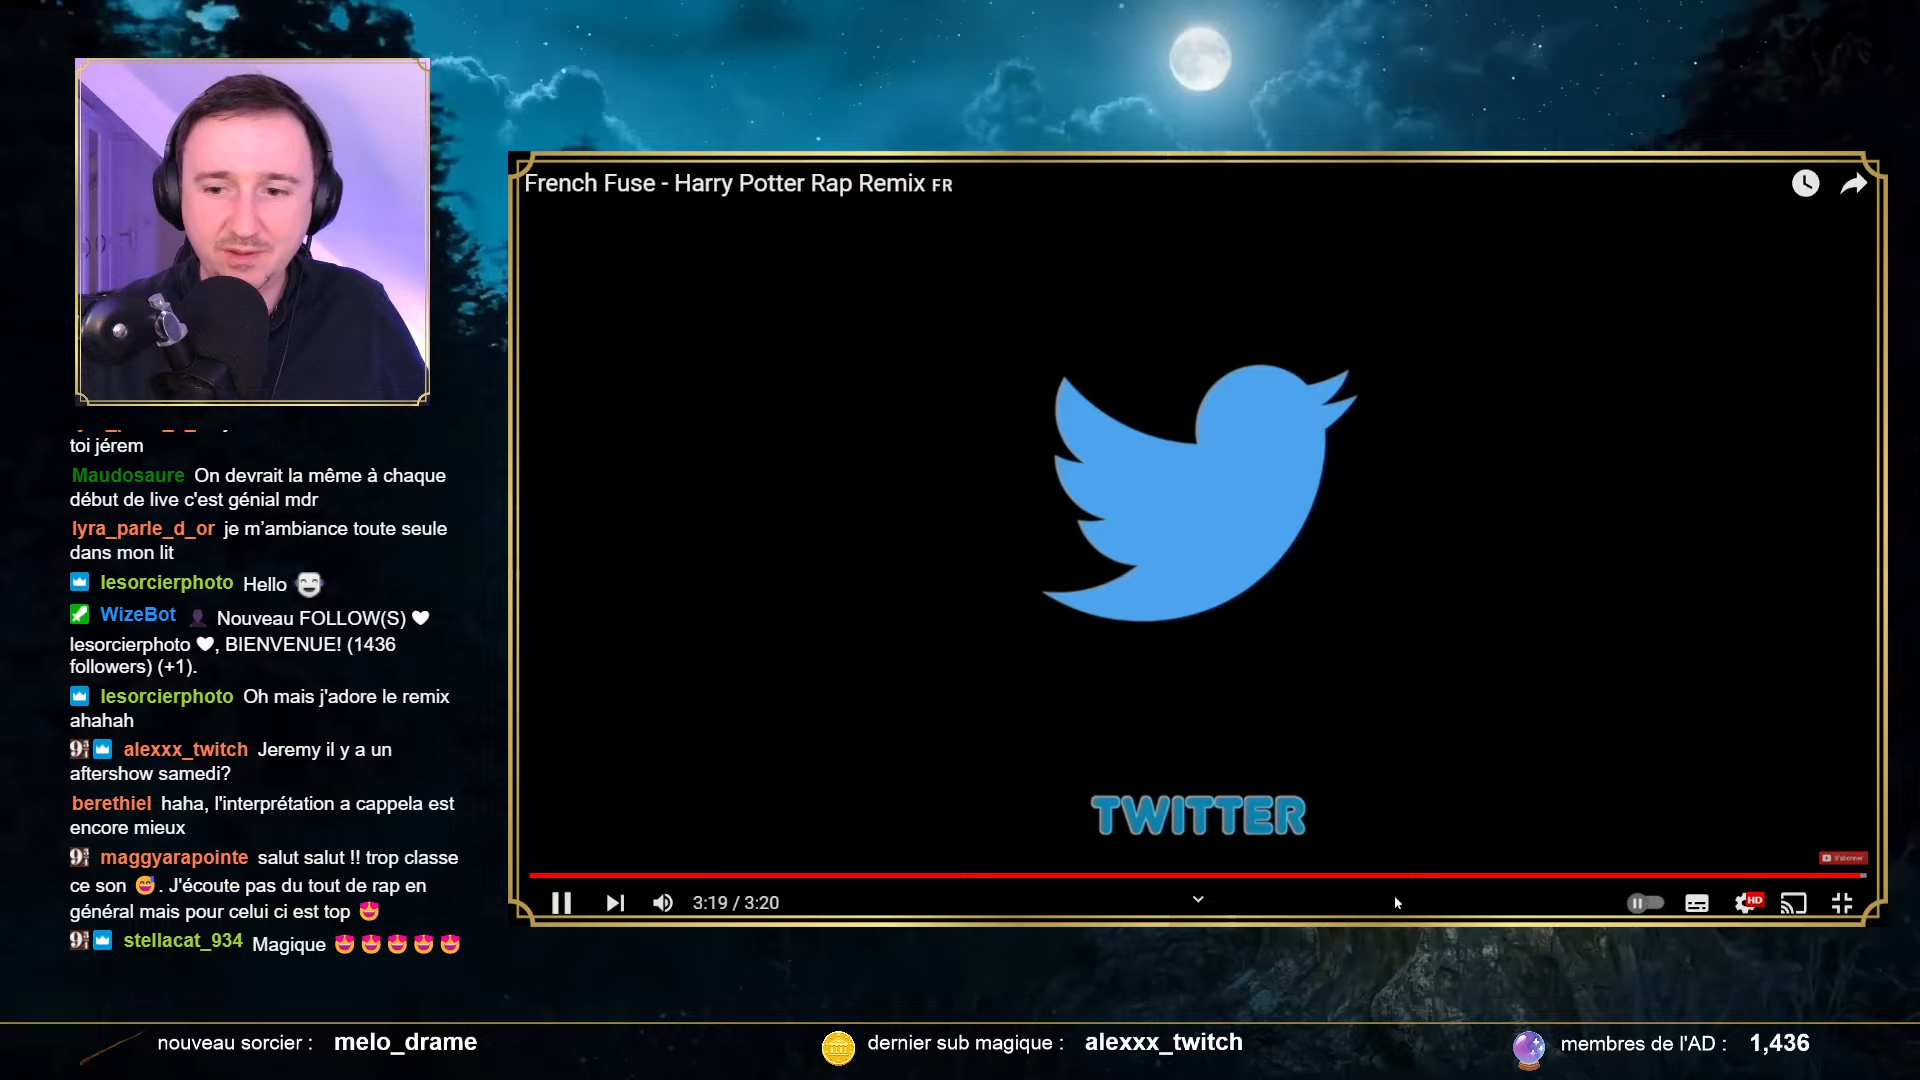 French Fuse - Harry Potter Rap Remix FR
toi jérem
Maudosaure On devrait la même à chaque
début de live c'est génial mdr
lyra_parle_d_or je m’ambiance toute seule
dans mon lit
lesorcierphoto Hello
WizeBot Nouveau FOLLOW(S)
lesorcierphoto , BIENVENUE! (1436
followers) (+1).
lesorcierphoto Oh mais j'adore le remix
ahahah
alexxx_twitch Jeremy il y a un
aftershow samedi?
berethiel haha, l'interprétation a cappela est
encore mieux
maggyarapointe salut salut !! trop classe
ce son . J'écoute pas du tout de rap en
général mais pour celui ci est top
stellacat_934 Magique
TWITTER
S'abonner
3:19 / 3:20
HD
nouveau sorcier : melo_drame
dernier sub magique : alexxx_twitch
membres de l'AD : 1,436